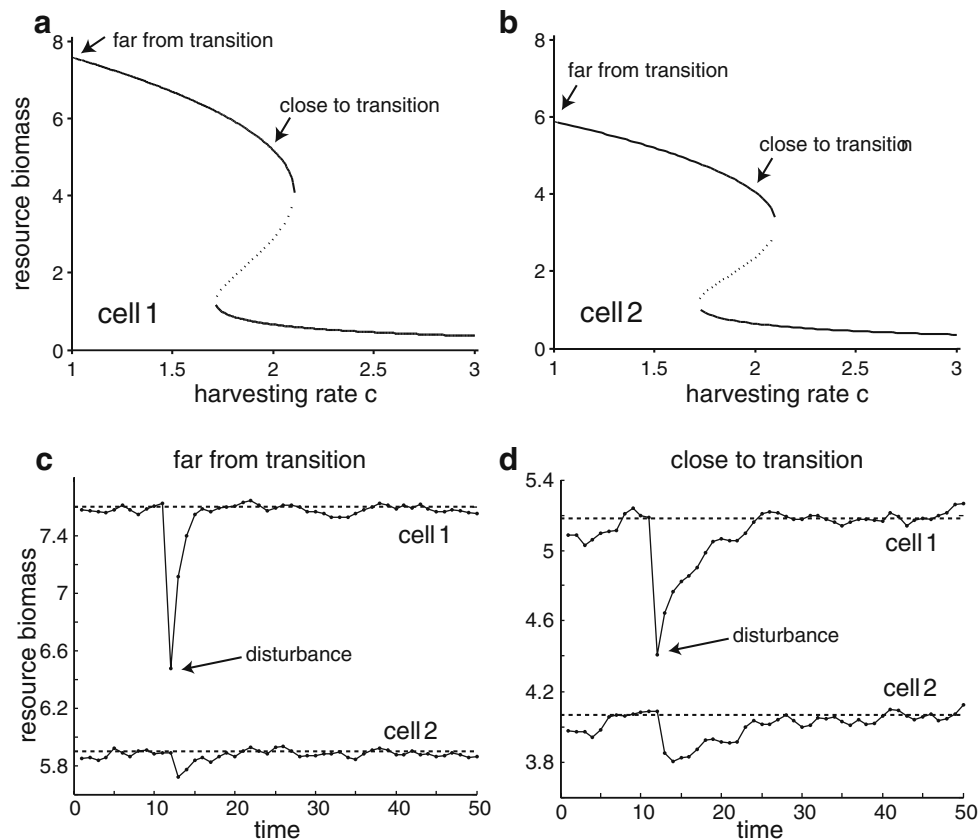 a
b
8
6
4
2
0
resource biomass
far from transition
close to transition
cell 1
1
1.5
2
2.5
3
harvesting rate c
8
6
4
2
0
far from transition
close to transition
cell 2
1
1.5
2
2.5
3
harvesting rate c
c
far from transition
7.4
7
6.6
6.2
5.8
resource biomass
cell 1
disturbance
cell 2
0
10
20
30
40
50
time
d
close to transition
5.4
5
4.6
4.2
3.8
cell 1
disturbance
cell 2
0
10
20
30
40
50
time